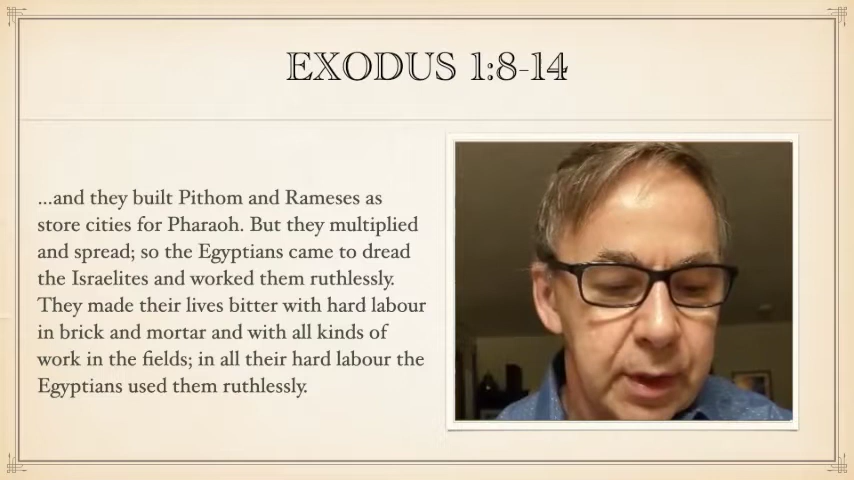 EXODUS 1:8-14
...and they built Pithom and Rameses as
store cities for Pharaoh. But they multiplied
and spread; so the Egyptians came to dread
the Israelites and worked them ruthlessly.
They made their lives bitter with hard labour
in brick and mortar and with all kinds of
work in the fields; in all their hard labour the
Egyptians used them ruthlessly.